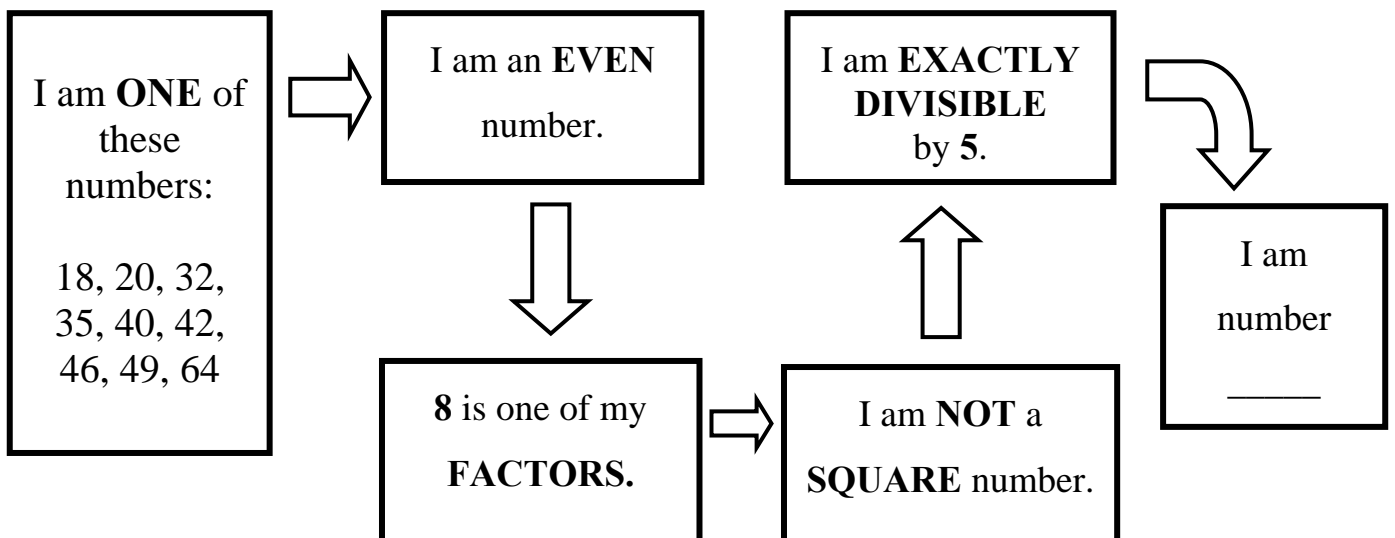 I am ONE of
these
numbers:
18, 20, 32,
35, 40, 42,
46, 49, 64
I am an EVEN
number.
8 is one of my
FACTORS.
I am NOT a
SQUARE number.
I am EXACTLY
DIVISIBLE
by 5.
I am
number
_____